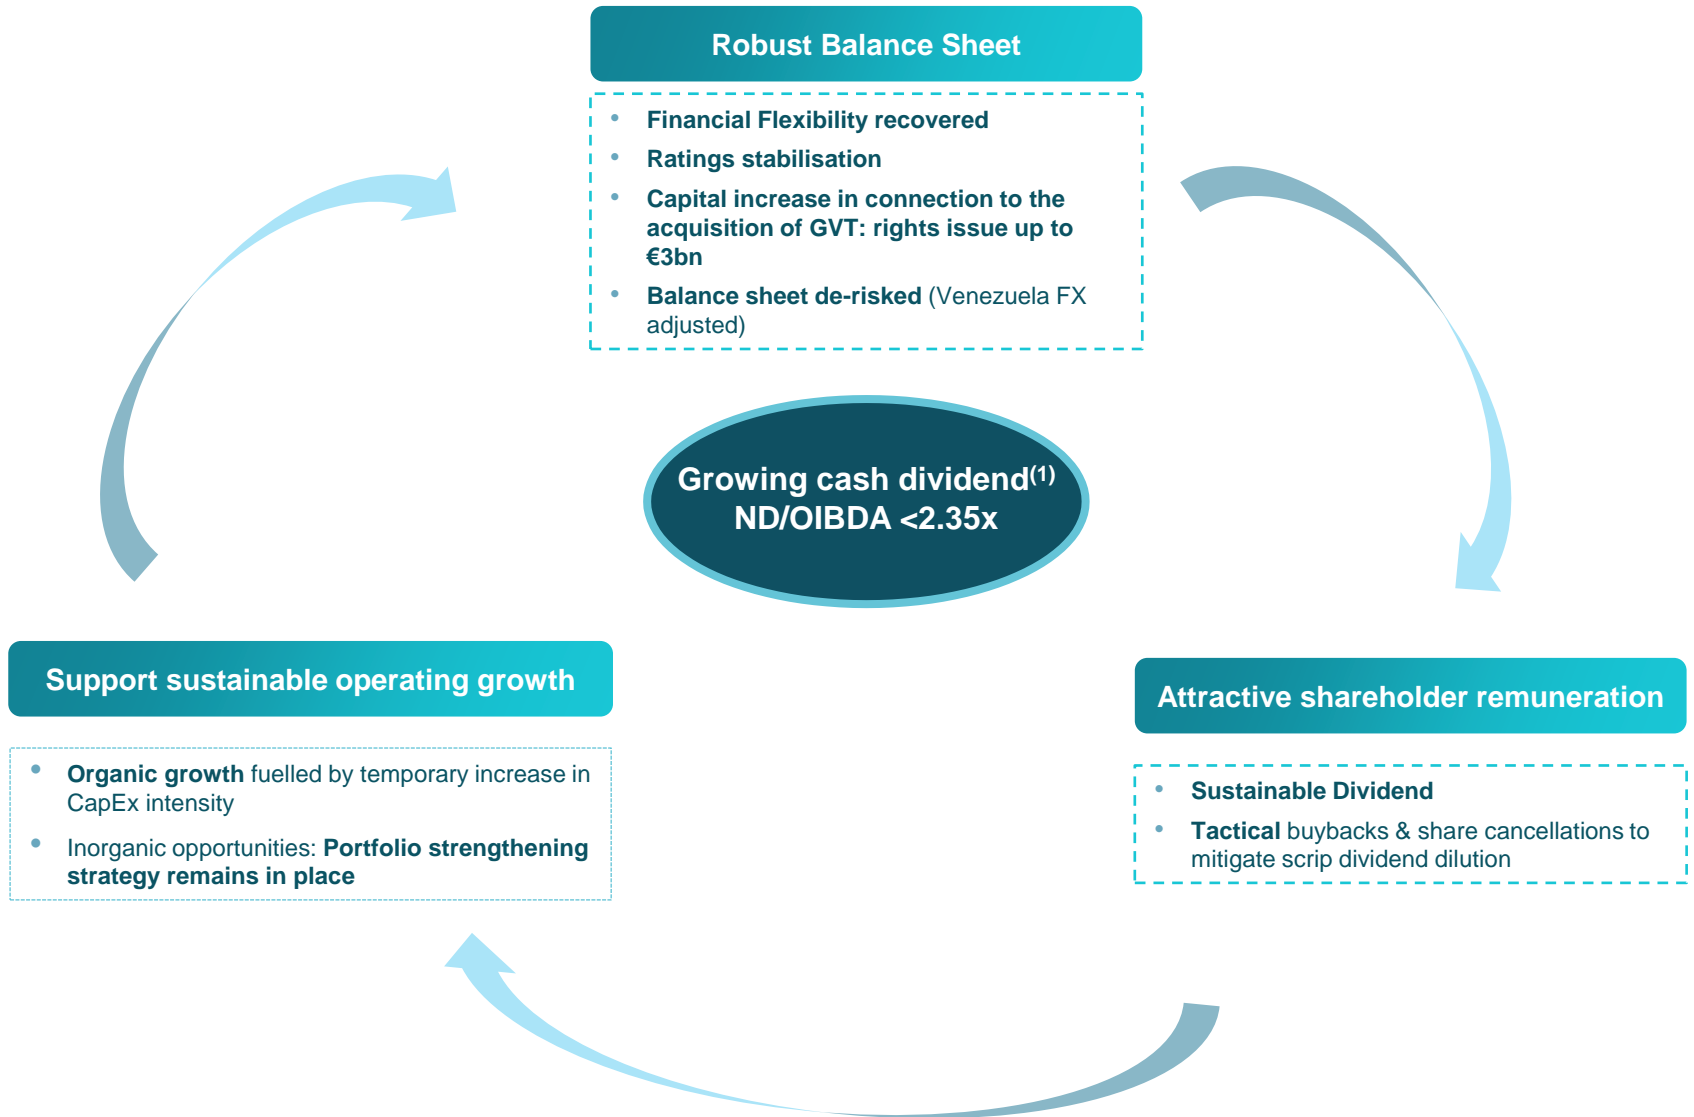 Robust Balance Sheet
• Financial Flexibility recovered
• Ratings stabilisation
• Capital increase in connection to the
acquisition of GVT: rights issue up to
€3bn
• Balance sheet de-risked (Venezuela FX
adjusted)
Growing cash dividend(1)
ND/OIBDA <2.35x
Support sustainable operating growth
• Organic growth fuelled by temporary increase in
CapEx intensity
• Inorganic opportunities: Portfolio strengthening
strategy remains in place
Attractive shareholder remuneration
• Sustainable Dividend
• Tactical buybacks & share cancellations to
mitigate scrip dividend dilution